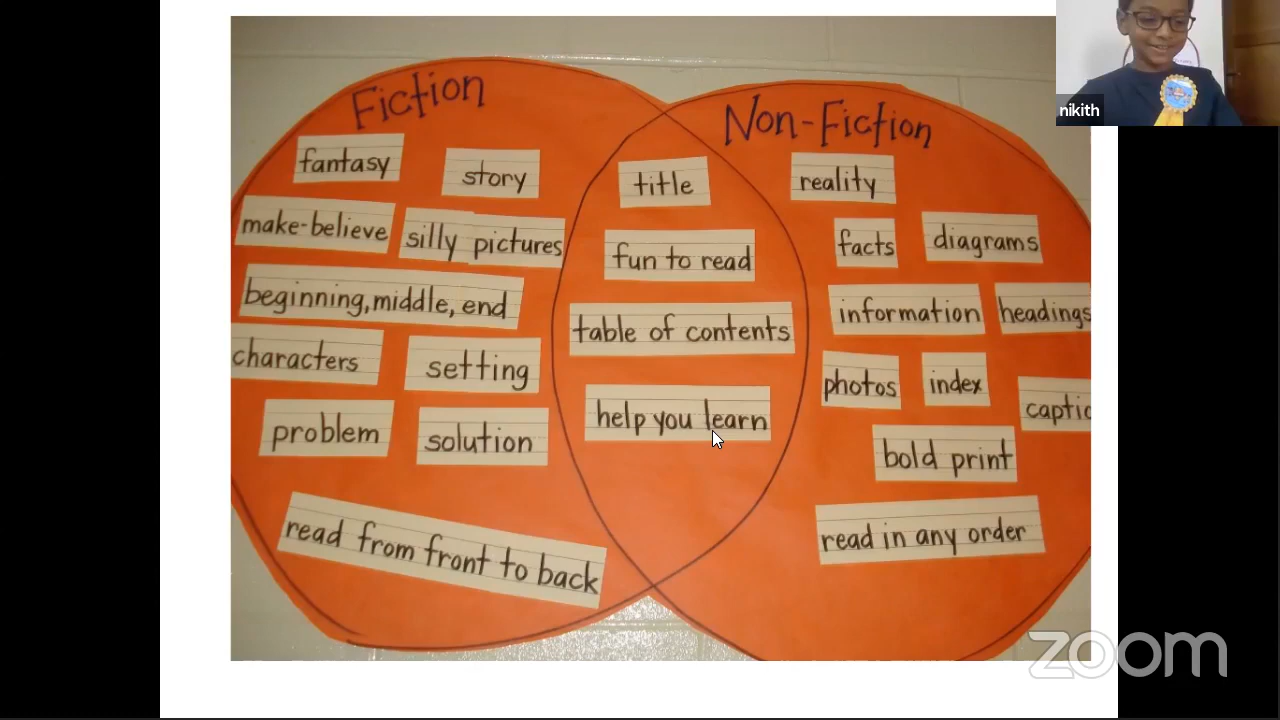 Fiction
fantasy
story
make-believe
silly pictures
beginning, middle, end
characters
setting
problem
solution
read from front to back
title
fun to read
table of contents
help you learn
Non-Fiction
reality
facts
diagrams
information
headings
photos
index
captio
bold print
read in any order
nikith
zoom